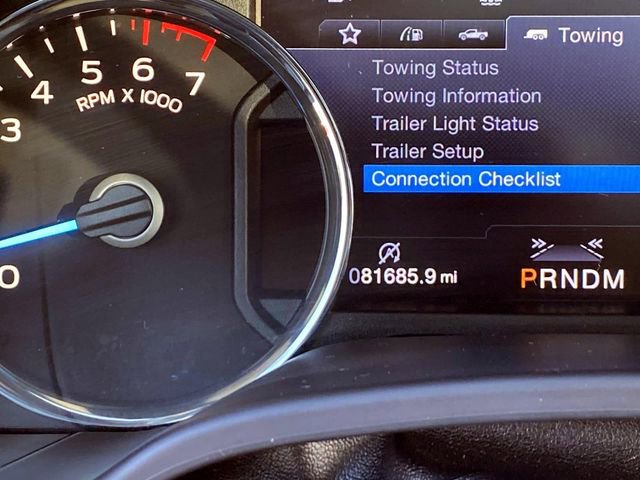 Towing
Towing Status
Towing Information
Trailer Light Status
Trailer Setup
Connection Checklist
081685.9 mi
PRNDM
0
3
4
5
6
7
RPM X 1000